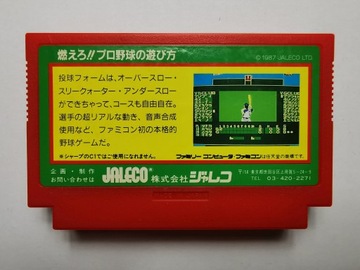 燃えろ!!プロ野球の遊び方
©1987 JALECO LTD.
投球フォームは、オーバースロー・
スリークォーター・アンダースロー
ができちゃって、コースも自由自在。
選手の超リアルな動き、音声合成
使用など、ファミコン初の本格的
野球ゲームだ。
※シャープのC1ではご使用になれません。
ファミリーコンピュータ・ファミコンは任天堂の商標です。
企画・制作
お問い合わせは
JALECO® 株式会社ジャレコ
TEL 03-420-2271